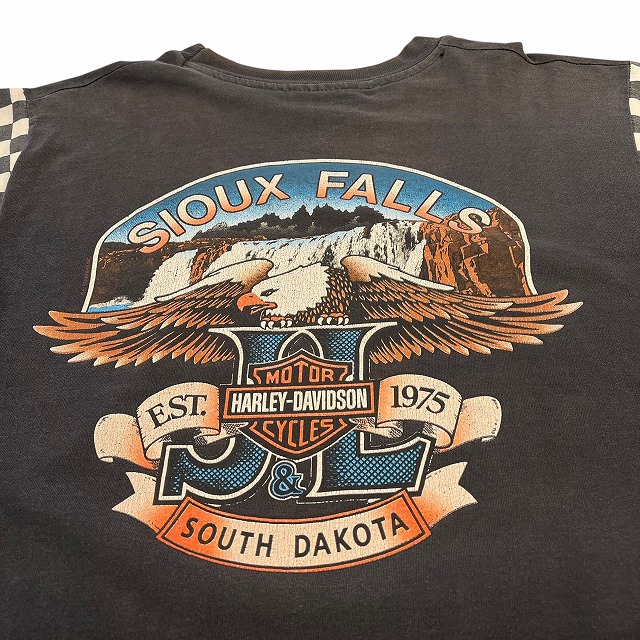 SIOUX FALLS
J&L
MOTOR
EST. HARLEY-DAVIDSON 1975
CYCLES
SOUTH DAKOTA